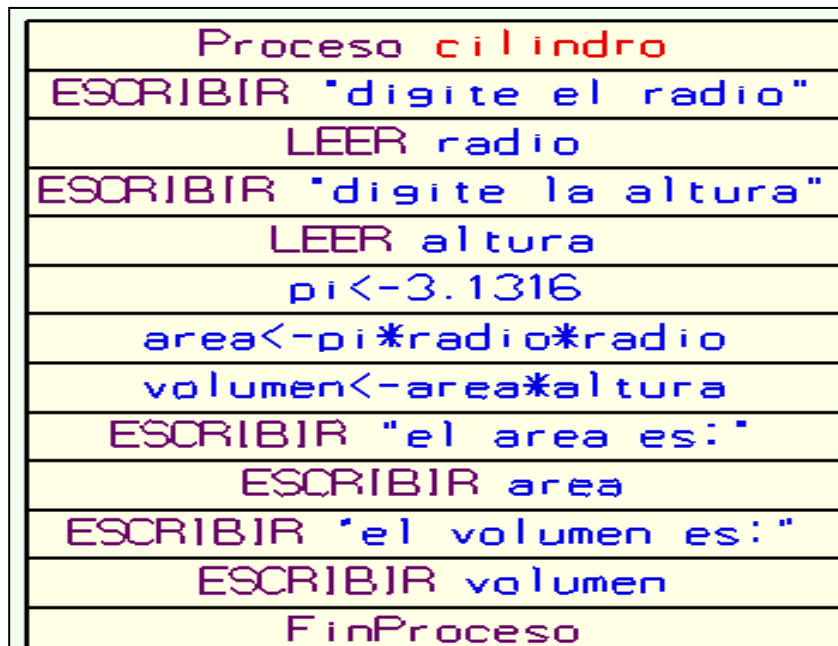 Proceso cilindro
ESCRIBIR "digite el radio"
LEER radio
ESCRIBIR "digite la altura"
LEER altura
pi<-3.1316
area<-pi*radio*radio
volumen<-area*altura
ESCRIBIR "el area es:"
ESCRIBIR area
ESCRIBIR "el volumen es:"
ESCRIBIR volumen
FinProceso